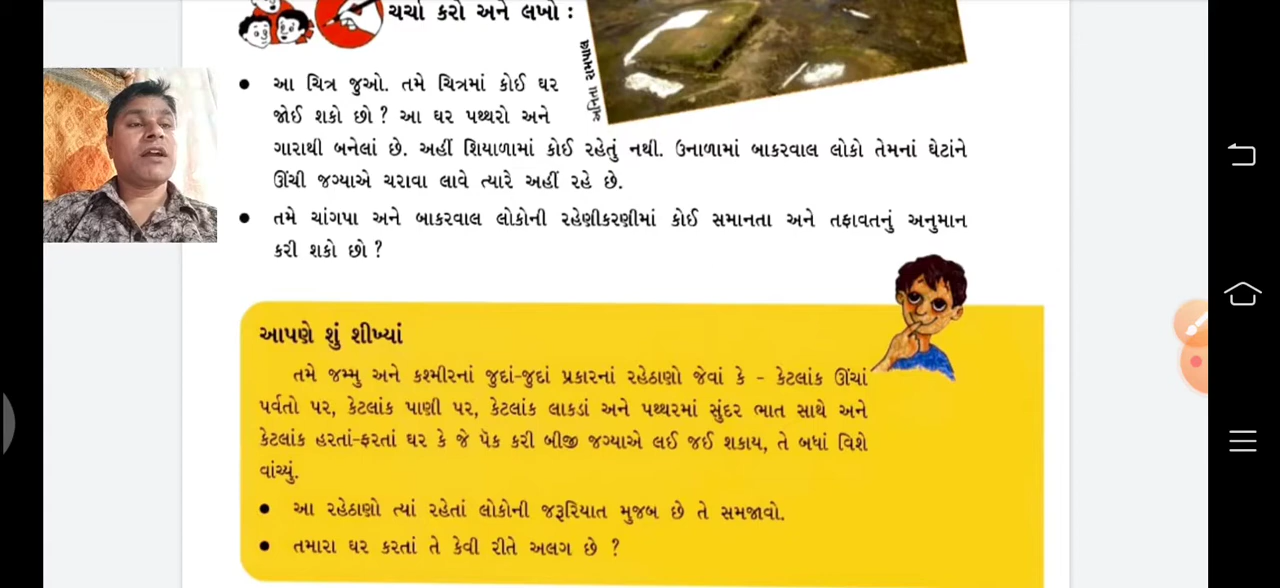 ચર્ચા કરો અને લખો :
અનિતા રામપાલ
• આ ચિત્ર જુઓ. તમે ચિત્રમાં કોઈ ઘર
જોઈ શકો છો ? આ ઘર પથ્થરો અને
ગારાથી બનેલાં છે. અહીં શિયાળામાં કોઈ રહેતું નથી. ઉનાળામાં બાકરવાલ લોકો તેમનાં ઘેટાંને
ઊંચી જગ્યાએ ચરાવા લાવે ત્યારે અહીં રહે છે.
• તમે ચાંગપા અને બાકરવાલ લોકોની રહેણીકરણીમાં કોઈ સમાનતા અને તફાવતનું અનુમાન
કરી શકો છો ?
આપણે શું શીખ્યાં
તમે જમ્મુ અને કશ્મીરનાં જુદાં-જુદાં પ્રકારનાં રહેઠાણો જેવાં કે - કેટલાંક ઊંચાં
પર્વતો પર, કેટલાંક પાણી પર, કેટલાંક લાકડાં અને પથ્થરમાં સુંદર ભાત સાથે અને
કેટલાંક હરતાં-ફરતાં ઘર કે જે પૅક કરી બીજી જગ્યાએ લઈ જઈ શકાય, તે બધાં વિશે
વાંચ્યું.
• આ રહેઠાણો ત્યાં રહેતાં લોકોની જરૂરિયાત મુજબ છે તે સમજાવો.
• તમારા ઘર કરતાં તે કેવી રીતે અલગ છે ?